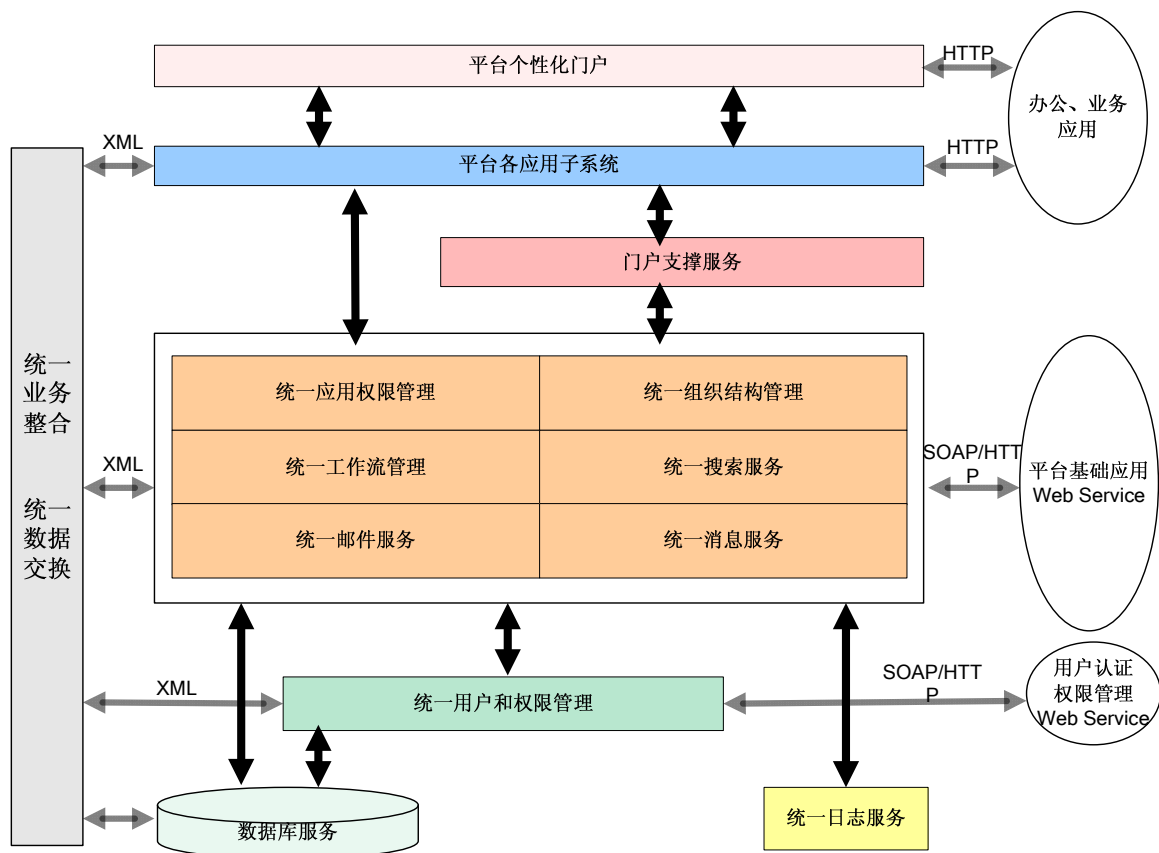 平台个性化门户
HTTP
办公、业务
应用
XML
平台各应用子系统
HTTP
门户支撑服务
统一
业务
整合
统一
数据
交换
统一应用权限管理
统一组织结构管理
XML
统一工作流管理
统一搜索服务
SOAP/HTT
P
平台基础应用
Web Service
统一邮件服务
统一消息服务
XML
统一用户和权限管理
SOAP/HTT
P
用户认证
权限管理
Web Service
数据库服务
统一日志服务